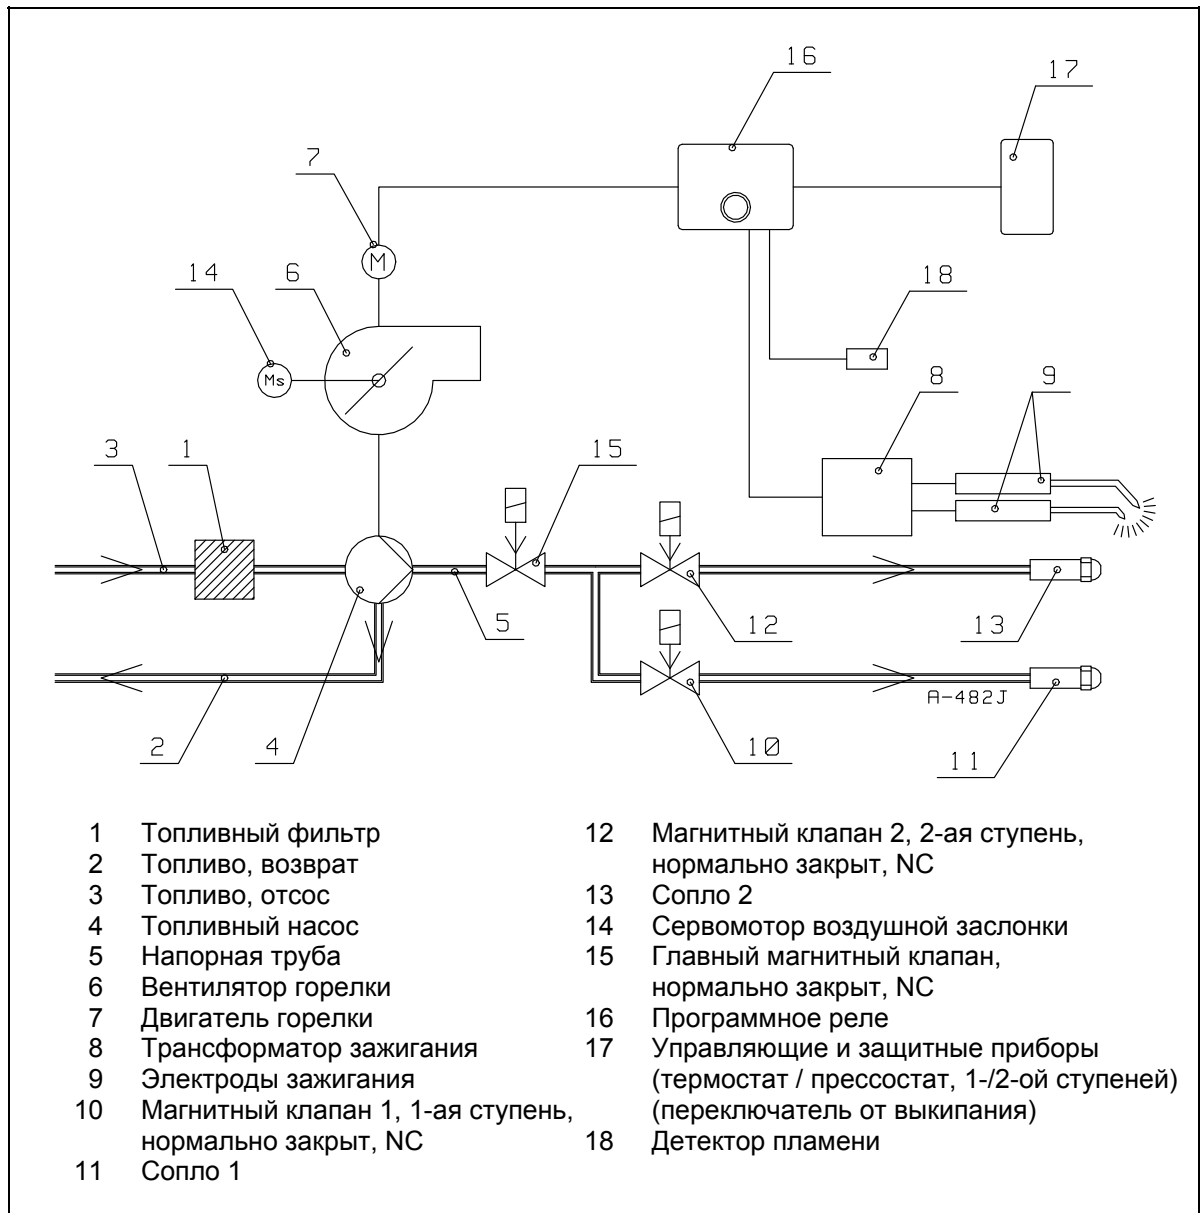 16
17
7
14
6
18
8
9
3
1
15
5
12
13
2
4
10
11
M
Ms
A-482J
1 Топливный фильтр
2 Топливо, возврат
3 Топливо, отсос
4 Топливный насос
5 Напорная труба
6 Вентилятор горелки
7 Двигатель горелки
8 Трансформатор зажигания
9 Электроды зажигания
10 Магнитный клапан 1, 1-ая ступень,
нормально закрыт, NC
11 Сопло 1
12 Магнитный клапан 2, 2-ая ступень,
нормально закрыт, NC
13 Сопло 2
14 Сервомотор воздушной заслонки
15 Главный магнитный клапан,
нормально закрыт, NC
16 Программное реле
17 Управляющие и защитные приборы
(термостат / прессостат, 1-/2-ой ступеней)
(переключатель от выкипания)
18 Детектор пламени